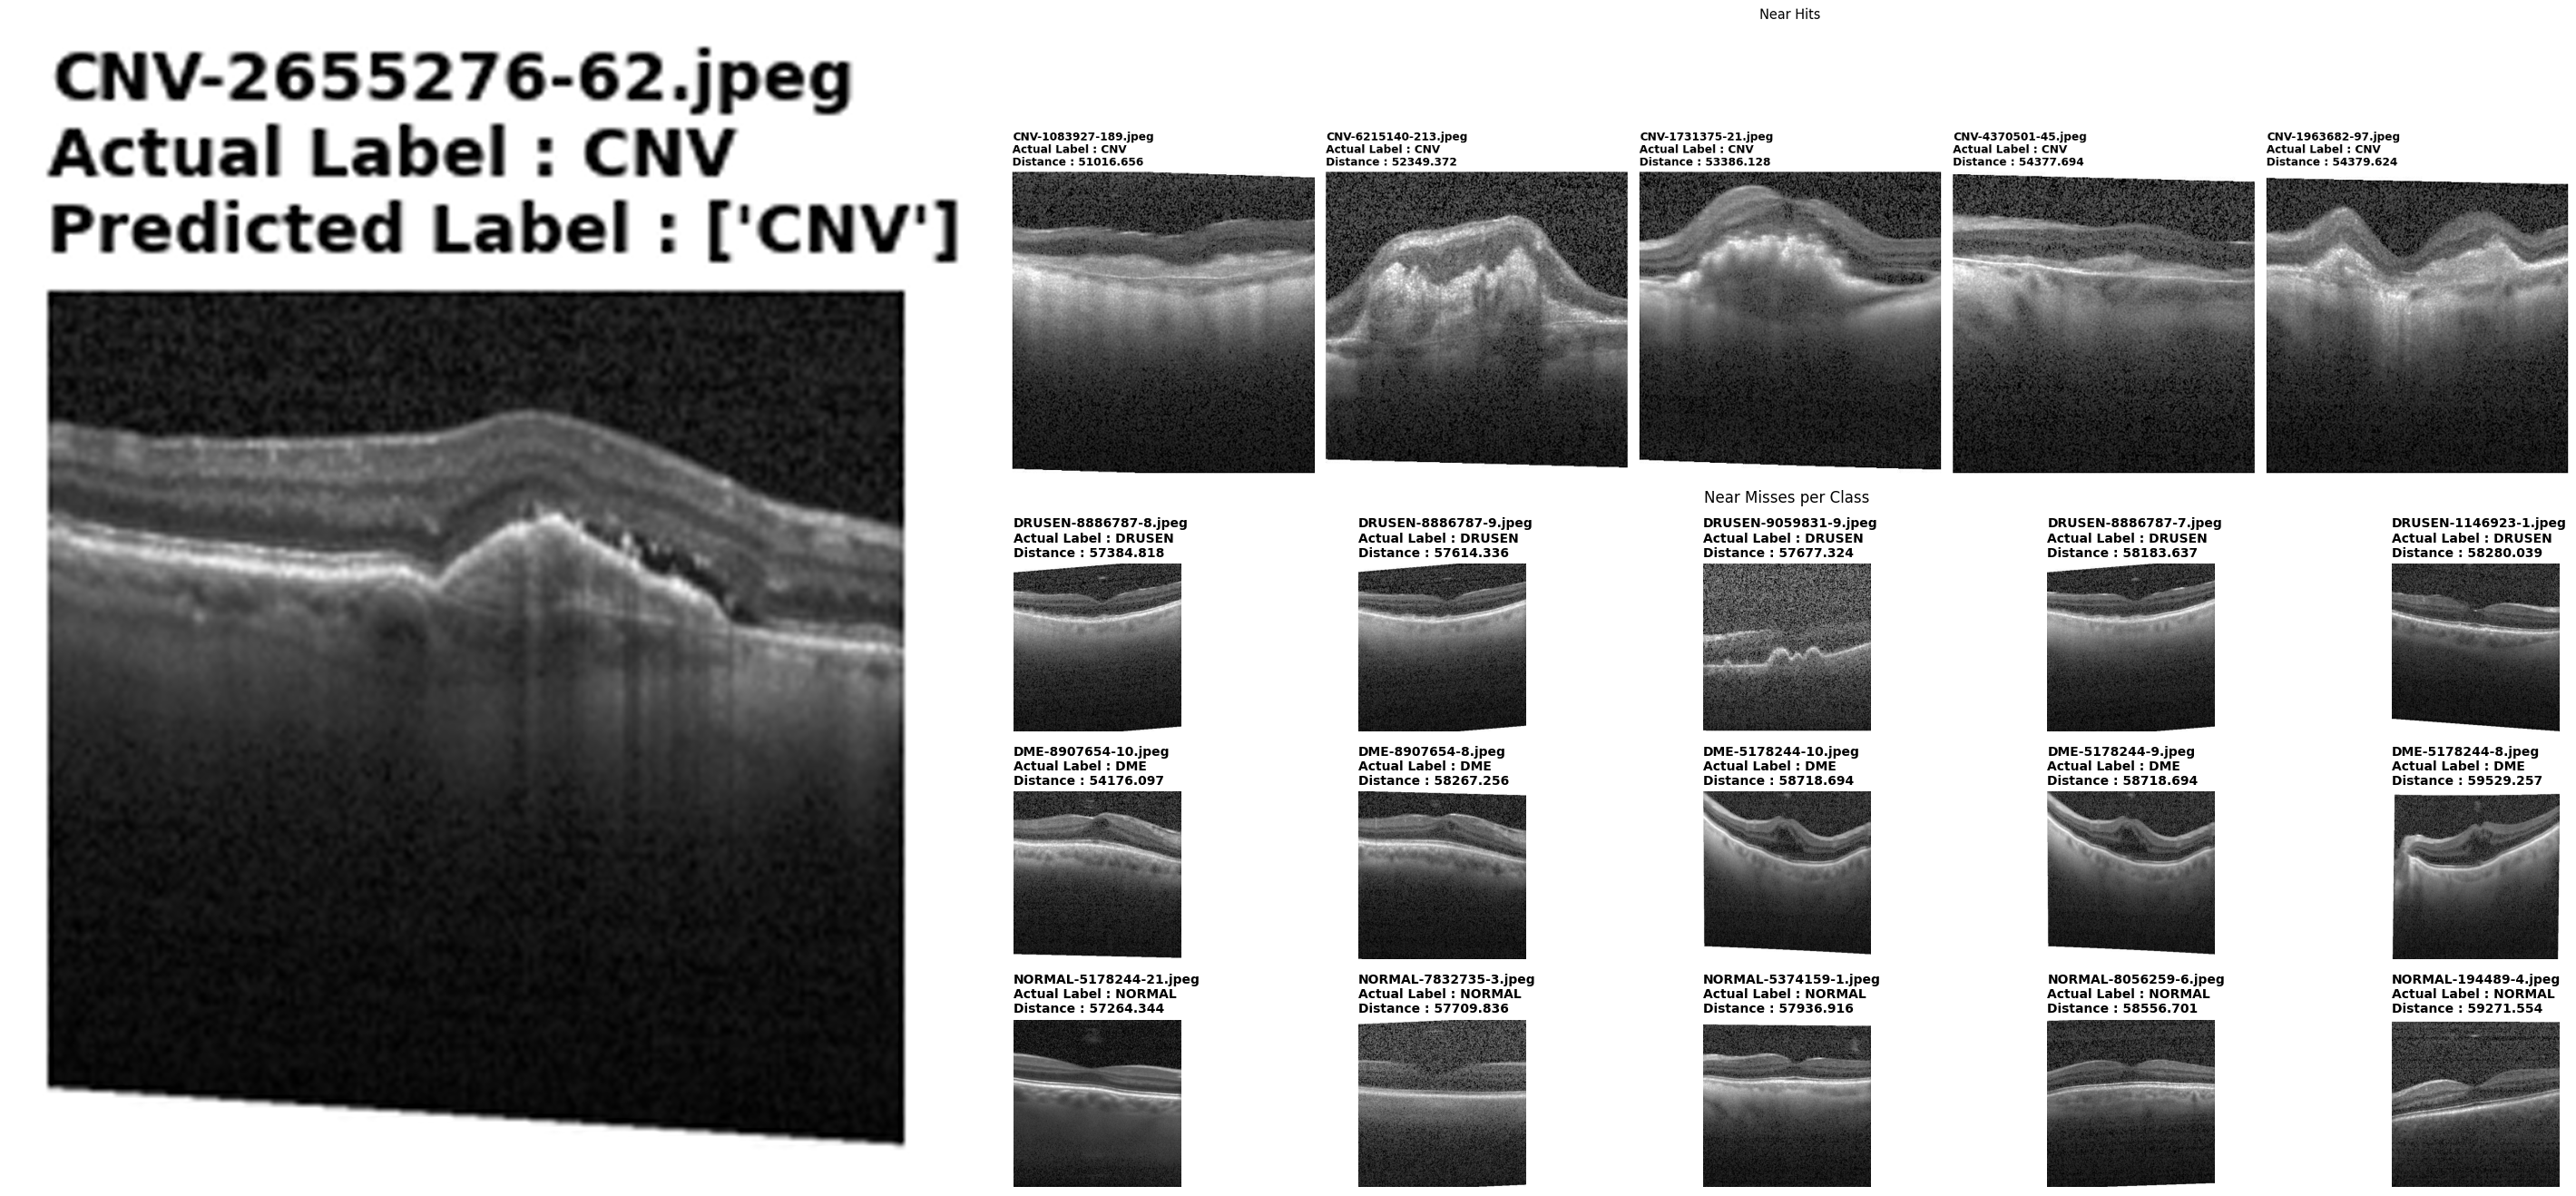 CNV-2655276-62.jpeg
Actual Label : CNV
Predicted Label : ['CNV']
Near Hits
CNV-1083927-189.jpeg
Actual Label : CNV
Distance : 51016.656
CNV-6215140-213.jpeg
Actual Label : CNV
Distance : 52349.372
CNV-1731375-21.jpeg
Actual Label : CNV
Distance : 53386.128
CNV-4370501-45.jpeg
Actual Label : CNV
Distance : 54377.694
CNV-1963682-97.jpeg
Actual Label : CNV
Distance : 54379.624
Near Misses per Class
DRUSEN-8886787-8.jpeg
Actual Label : DRUSEN
Distance : 57384.818
DRUSEN-8886787-9.jpeg
Actual Label : DRUSEN
Distance : 57614.336
DRUSEN-9059831-9.jpeg
Actual Label : DRUSEN
Distance : 57677.324
DRUSEN-8886787-7.jpeg
Actual Label : DRUSEN
Distance : 58183.637
DRUSEN-1146923-1.jpeg
Actual Label : DRUSEN
Distance : 58280.039
DME-8907654-10.jpeg
Actual Label : DME
Distance : 54176.097
DME-8907654-8.jpeg
Actual Label : DME
Distance : 58267.256
DME-5178244-10.jpeg
Actual Label : DME
Distance : 58718.694
DME-5178244-9.jpeg
Actual Label : DME
Distance : 58718.694
DME-5178244-8.jpeg
Actual Label : DME
Distance : 59529.257
NORMAL-5178244-21.jpeg
Actual Label : NORMAL
Distance : 57264.344
NORMAL-7832735-3.jpeg
Actual Label : NORMAL
Distance : 57709.836
NORMAL-5374159-1.jpeg
Actual Label : NORMAL
Distance : 57936.916
NORMAL-8056259-6.jpeg
Actual Label : NORMAL
Distance : 58556.701
NORMAL-194489-4.jpeg
Actual Label : NORMAL
Distance : 59271.554